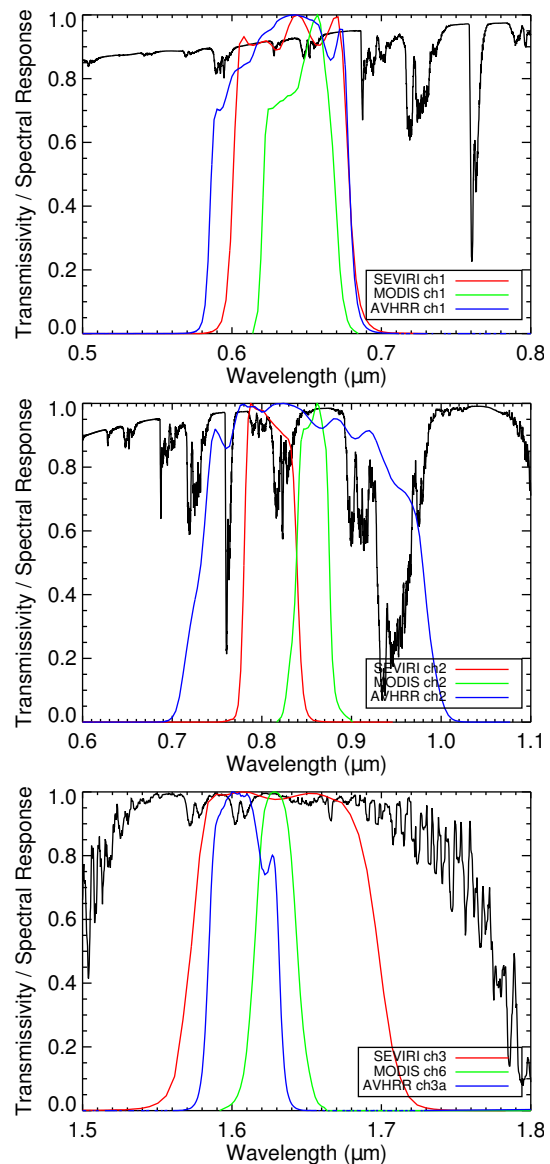 Transmissivity / Spectral Response
1.0
0.8
0.6
0.4
0.2
0.0
SEVIRI ch1
MODIS ch1
AVHRR ch1
0.5 0.6 0.7 0.8
Wavelength (µm)
Transmissivity / Spectral Response
1.0
0.8
0.6
0.4
0.2
0.0
SEVIRI ch2
MODIS ch2
AVHRR ch2
0.6 0.7 0.8 0.9 1.0 1.1
Wavelength (µm)
Transmissivity / Spectral Response
1.0
0.8
0.6
0.4
0.2
0.0
SEVIRI ch3
MODIS ch6
AVHRR ch3a
1.5 1.6 1.7 1.8
Wavelength (µm)